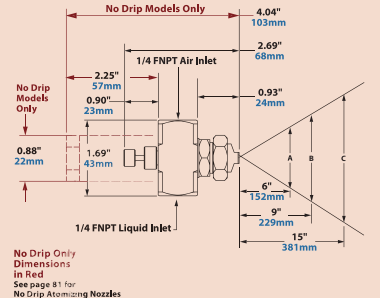 No Drip Models Only
4.04"
103mm
2.69"
68mm
1/4 FNPT Air Inlet
2.25"
57mm
0.93"
24mm
No Drip
Models
Only
0.90"
23mm
0.88"
22mm
1.69"
43mm
A
B
C
6"
152mm
9"
229mm
1/4 FNPT Liquid Inlet
15"
381mm
No Drip Only
Dimensions
in Red
See page 81 for
No Drip Atomizing Nozzles